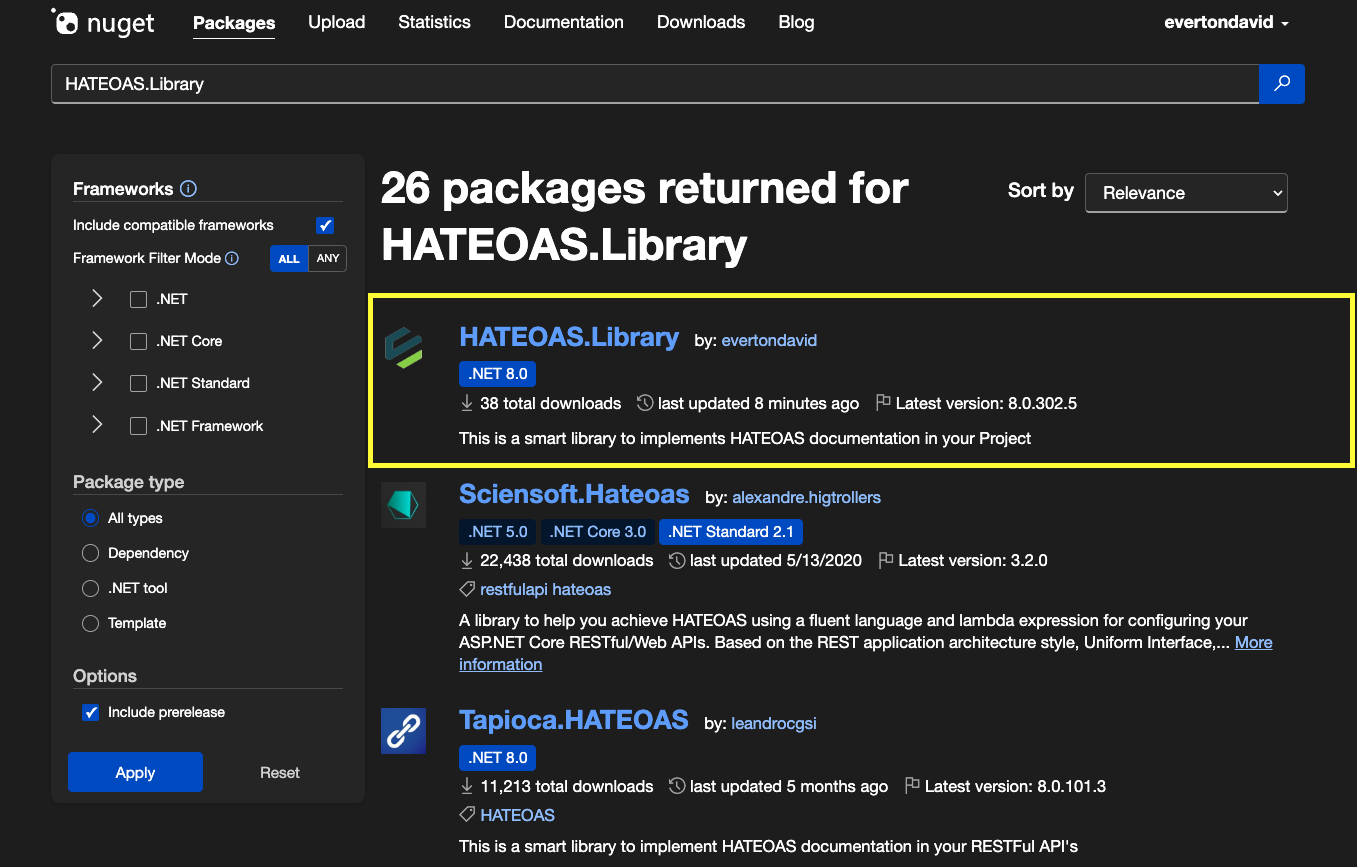 nuget Packages Upload Statistics Documentation Downloads Blog evertondavid
HATEOAS.Library
Frameworks
Include compatible frameworks
Framework Filter Mode ALL ANY
.NET
.NET Core
.NET Standard
.NET Framework
Package type
All types
Dependency
.NET tool
Template
Options
Include prerelease
Apply Reset
26 packages returned for
HATEOAS.Library
Sort by Relevance
HATEOAS.Library by: evertondavid
.NET 8.0
38 total downloads last updated 8 minutes ago Latest version: 8.0.302.5
This is a smart library to implements HATEOAS documentation in your Project
Sciensoft.Hateoas by: alexandre.higtrollers
.NET 5.0 .NET Core 3.0 .NET Standard 2.1
22,438 total downloads last updated 5/13/2020 Latest version: 3.2.0
restfulapi hateoas
A library to help you achieve HATEOAS using a fluent language and lambda expression for configuring your
ASP.NET Core RESTful/Web APIs. Based on the REST application architecture style, Uniform Interface,... More
information
Tapioca.HATEOAS by: leandrocgsi
.NET 8.0
11,213 total downloads last updated 5 months ago Latest version: 8.0.101.3
HATEOAS
This is a smart library to implement HATEOAS documentation in your RESTFul API's